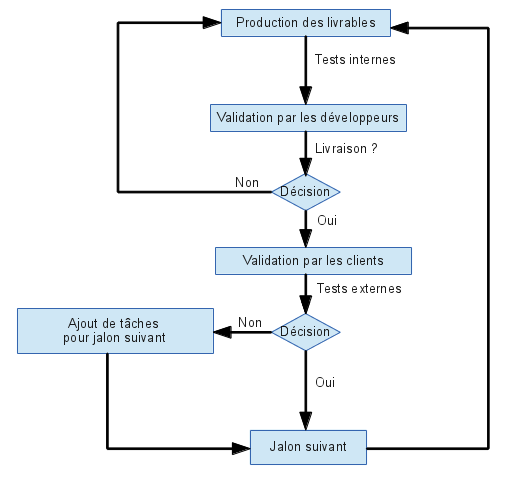 Production des livrables
Tests internes
Validation par les développeurs
Livraison ?
Non
Décision
Oui
Validation par les clients
Tests externes
Ajout de tâches
pour jalon suivant
Non
Décision
Oui
Jalon suivant